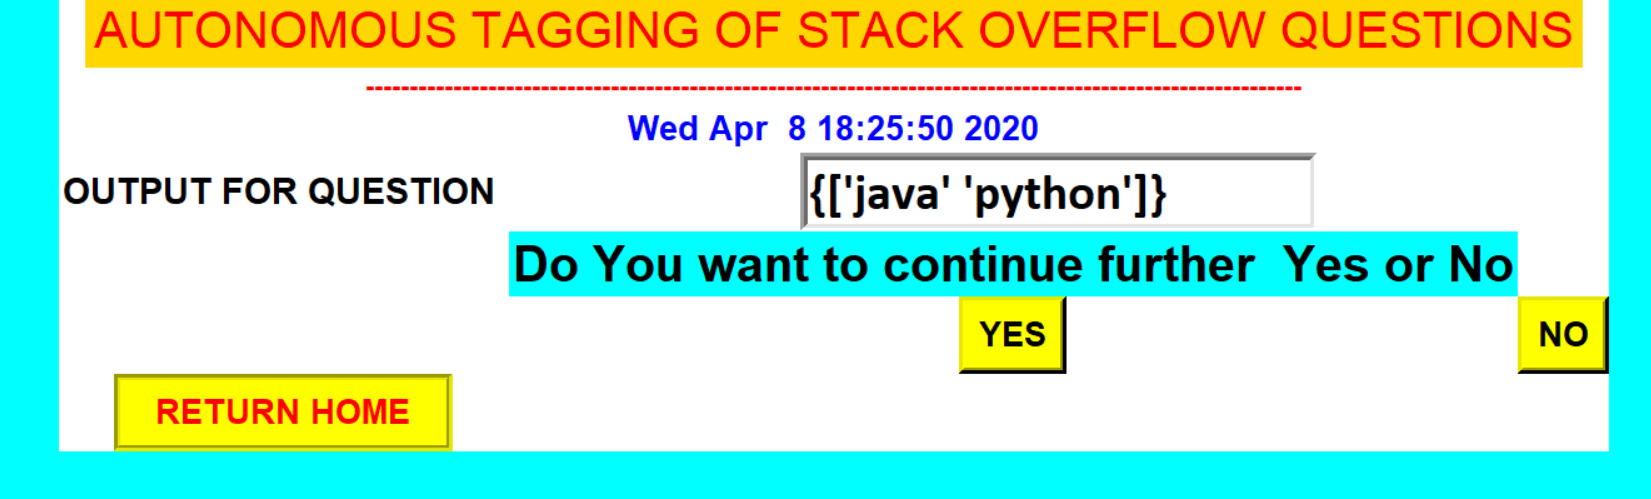 AUTONOMOUS TAGGING OF STACK OVERFLOW QUESTIONS
--------------------------------------------------------------------------------------------------------
Wed Apr  8 18:25:50 2020
OUTPUT FOR QUESTION {['java' 'python']}
Do You want to continue further  Yes or No
YES NO
RETURN HOME